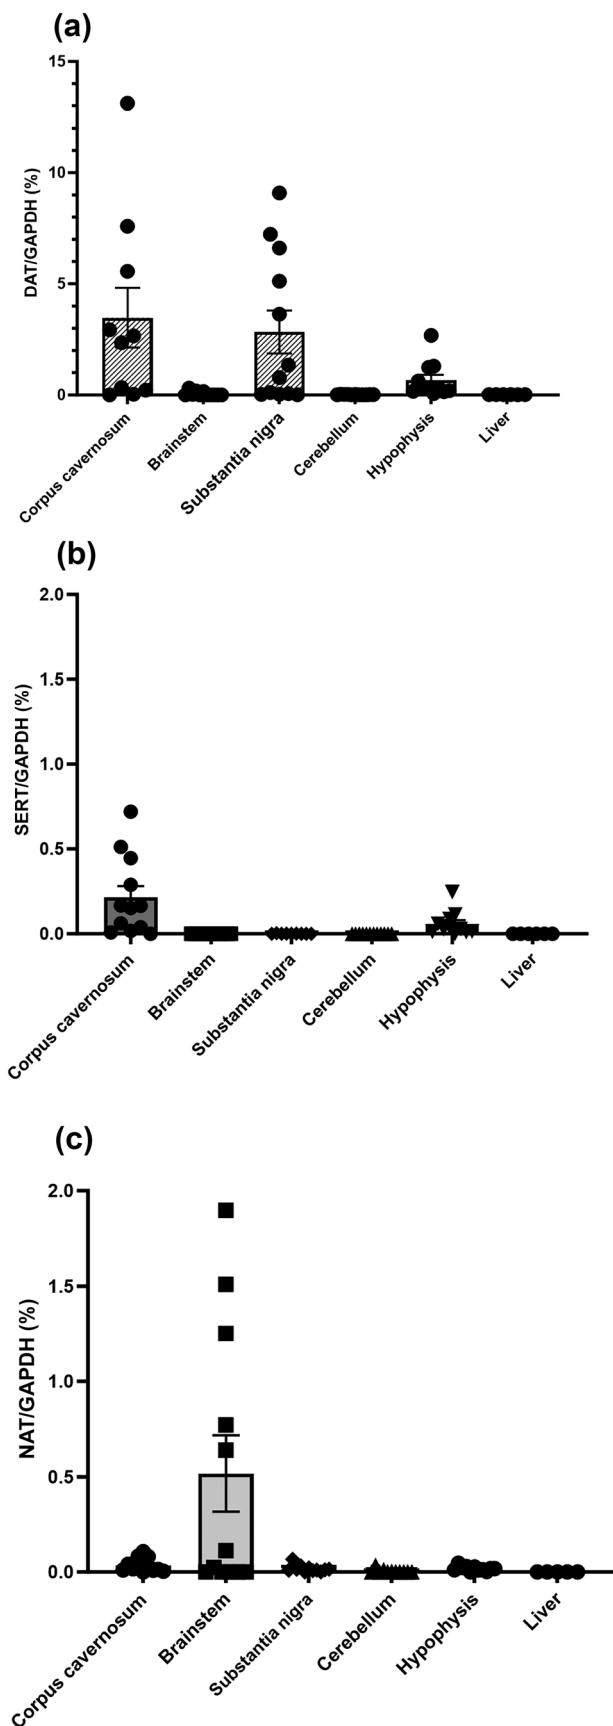 (a)
DAT/GAPDH (%)
15
10
5
0
Corpus cavernosum
Brainstem
Substantia nigra
Cerebellum
Hypophysis
Liver
(b)
SERT/GAPDH (%)
2.0
1.5
1.0
0.5
0.0
Corpus cavernosum
Brainstem
Substantia nigra
Cerebellum
Hypophysis
Liver
(c)
NAT/GAPDH (%)
2.0
1.5
1.0
0.5
0.0
Corpus cavernosum
Brainstem
Substantia nigra
Cerebellum
Hypophysis
Liver